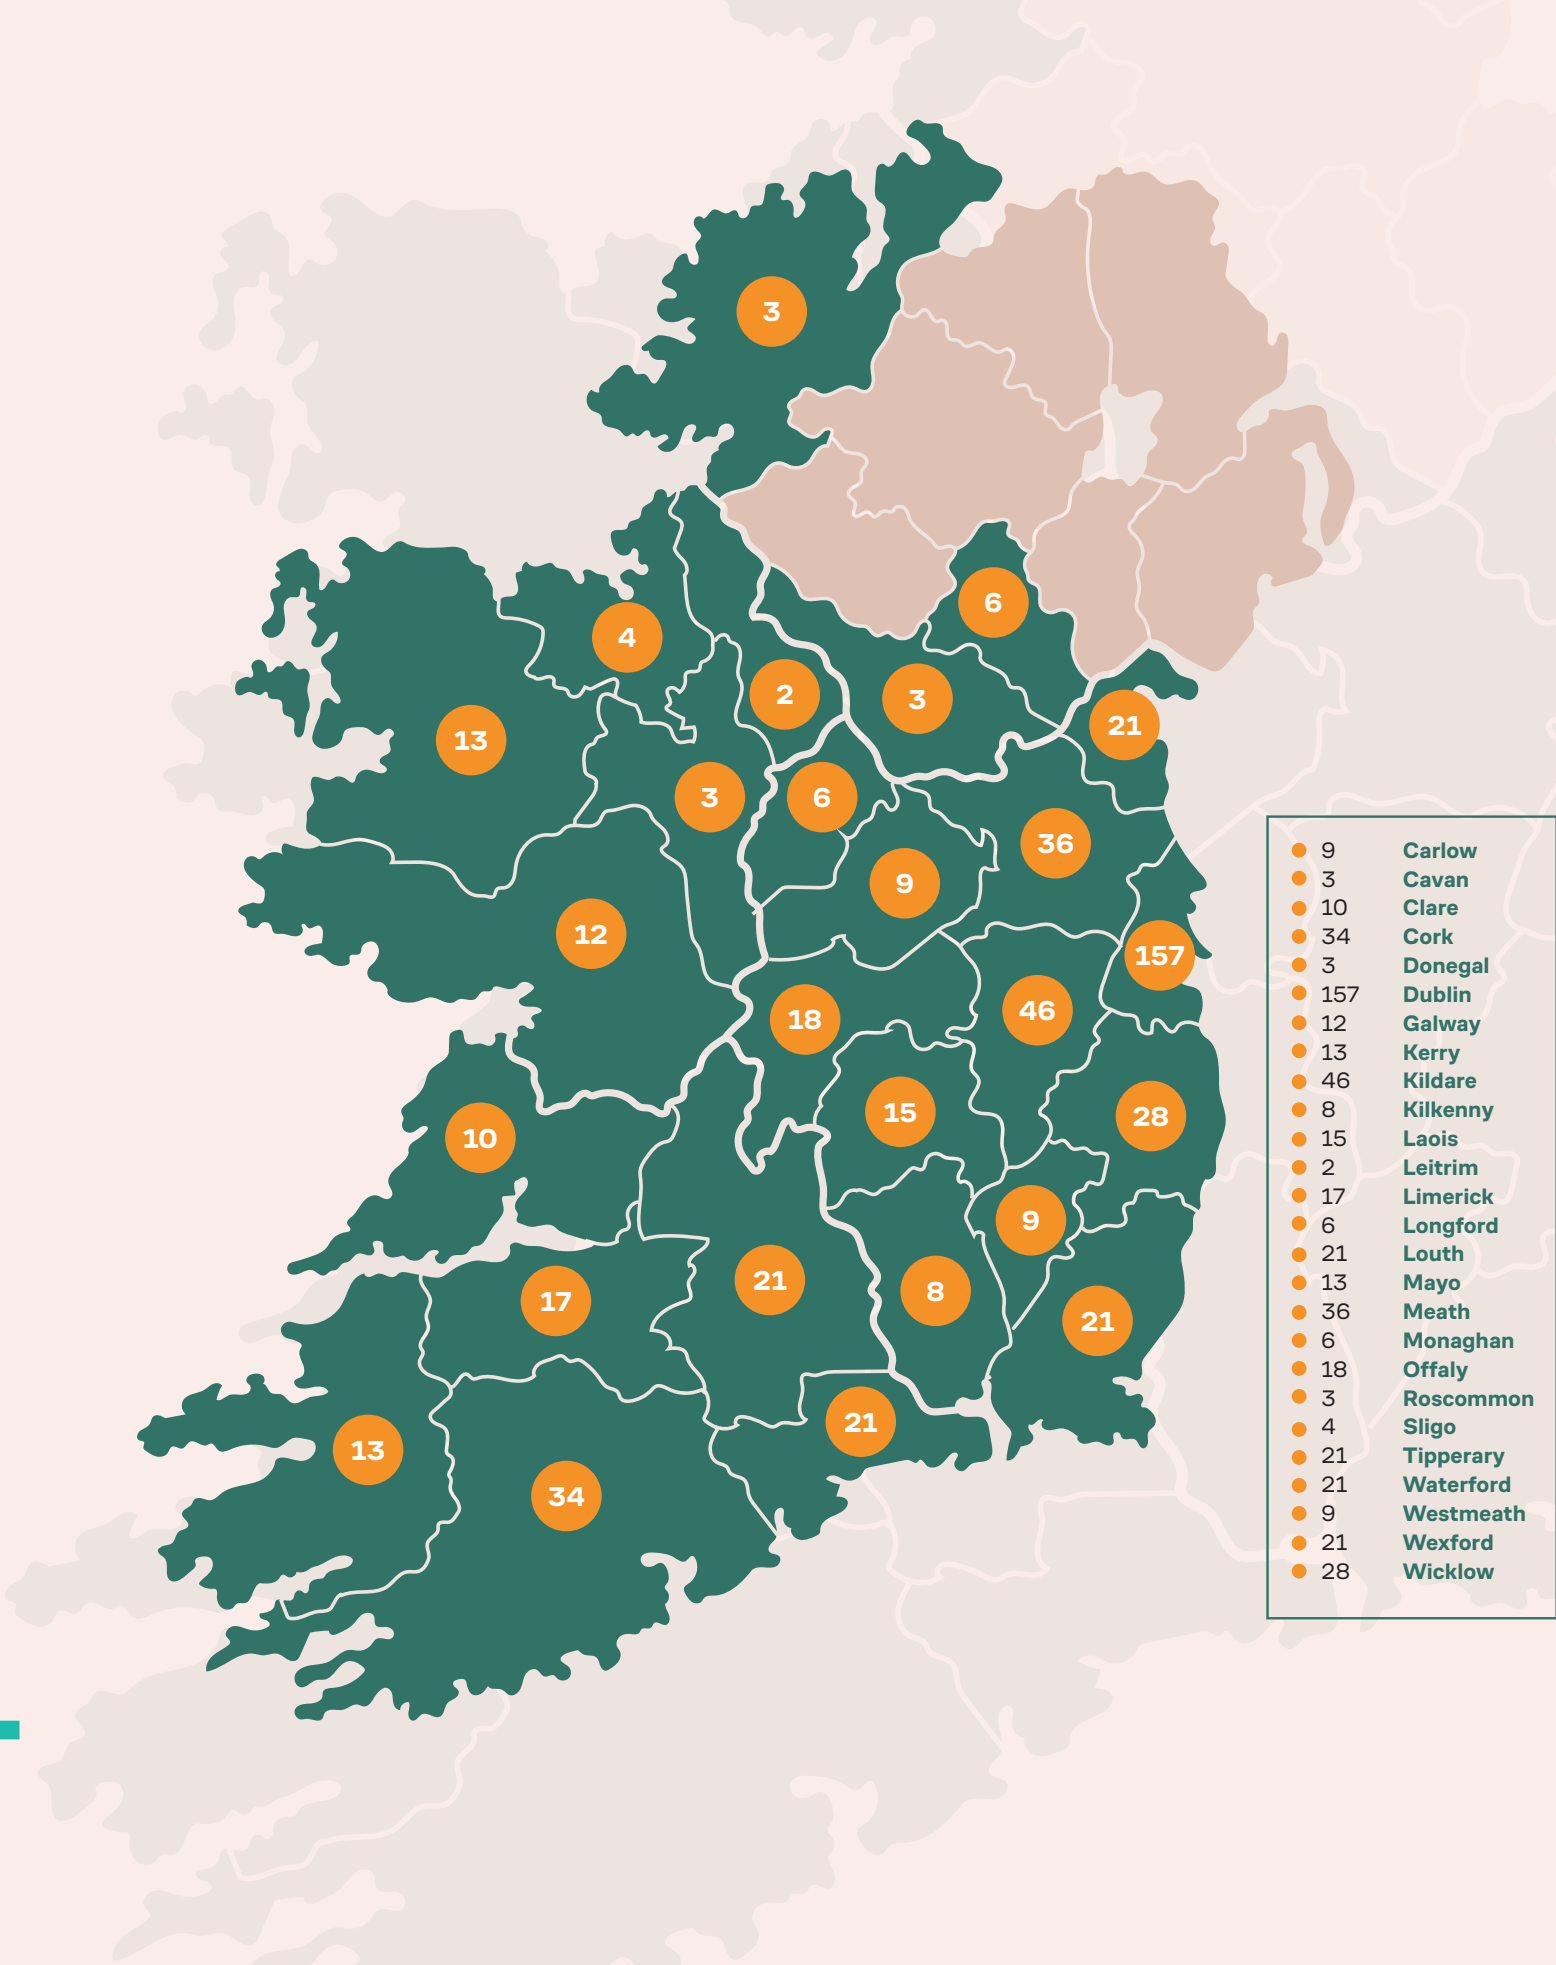 3
6
4
2
3
21
13
3
6
36
9
12
157
18
46
15
28
10
9
21
8
17
21
21
13
34
9 Carlow
3 Cavan
10 Clare
34 Cork
3 Donegal
157 Dublin
12 Galway
13 Kerry
46 Kildare
8 Kilkenny
15 Laois
2 Leitrim
17 Limerick
6 Longford
21 Louth
13 Mayo
36 Meath
6 Monaghan
18 Offaly
3 Roscommon
4 Sligo
21 Tipperary
21 Waterford
9 Westmeath
21 Wexford
28 Wicklow